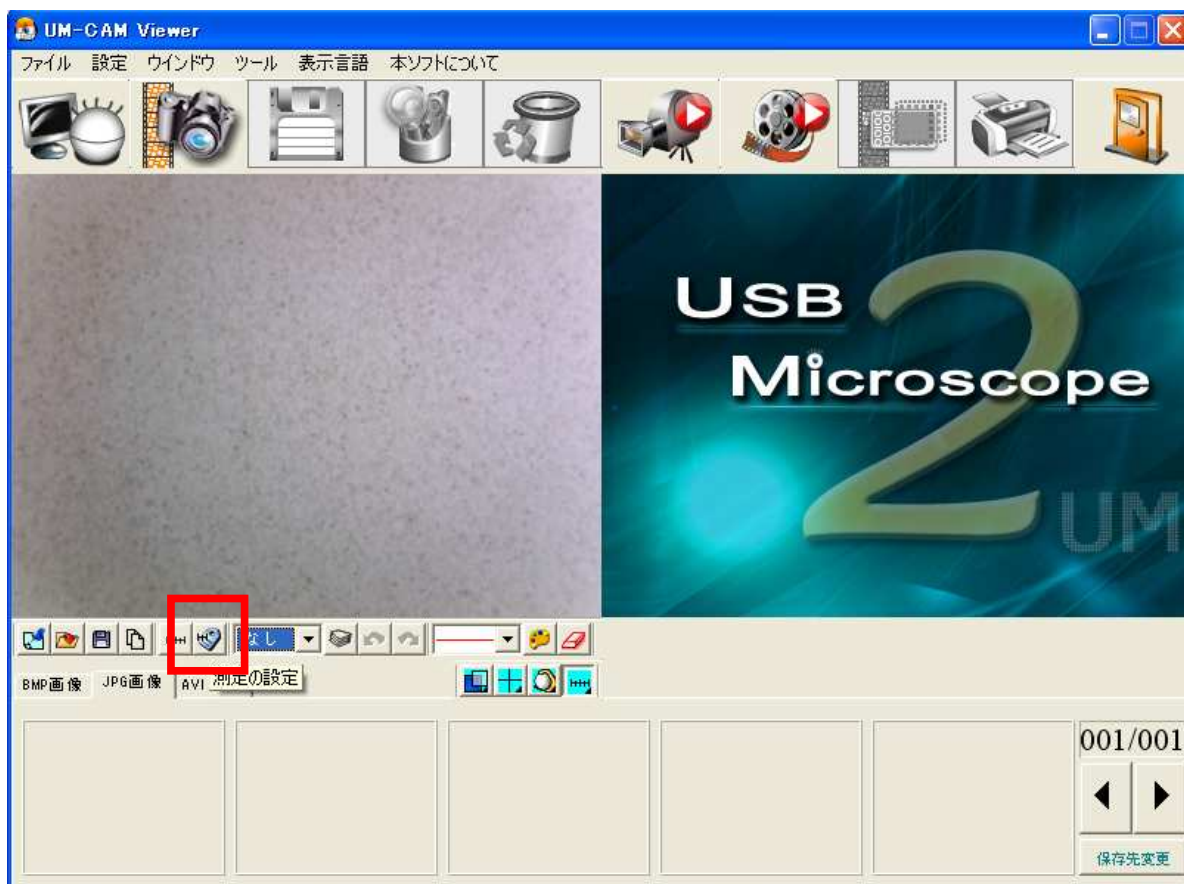 UM-CAM Viewer
ファイル 設定 ウインドウ ツール 表示言語 本ソフトについて
USB
Microscope
2
UM
なし
測定の設定
BMP画像 JPG画像 AVI
001/001
保存先変更